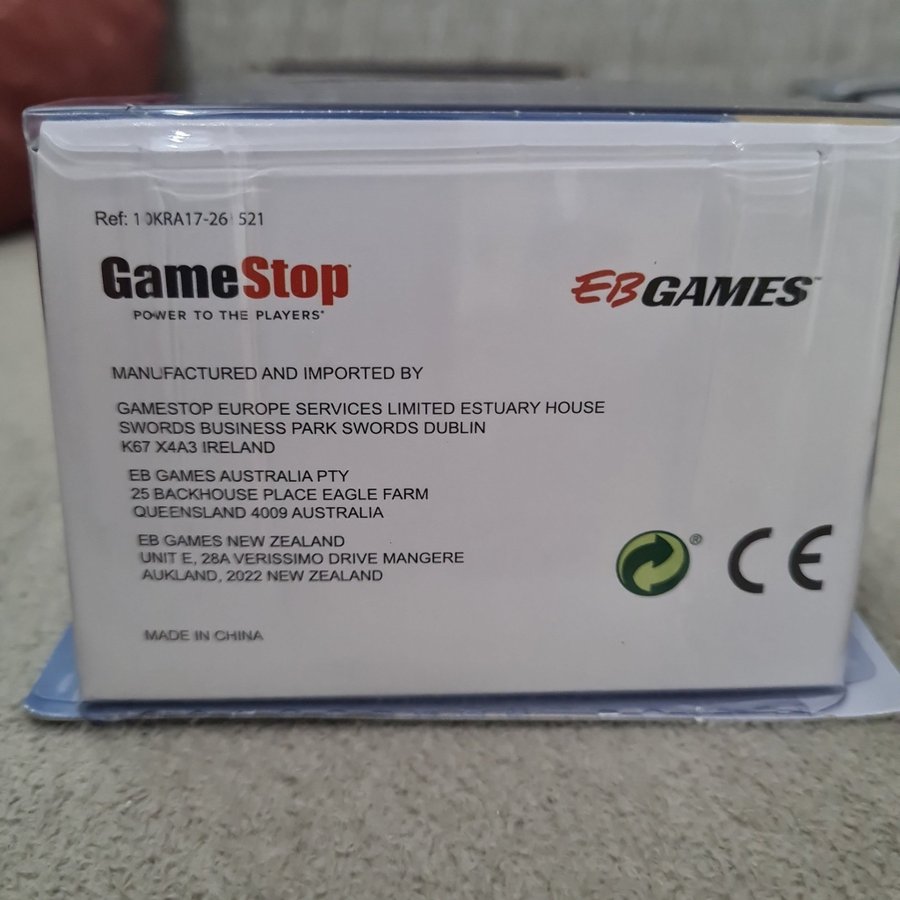 Ref: 10KRA17-26
GameStop
POWER TO THE PLAYERS®
EB GAMES™
MANUFACTURED AND IMPORTED BY
GAMESTOP EUROPE SERVICES LIMITED ESTUARY HOUSE
SWORDS BUSINESS PARK SWORDS DUBLIN
K67 X4A3 IRELAND
EB GAMES AUSTRALIA PTY
25 BACKHOUSE PLACE EAGLE FARM
QUEENSLAND 4009 AUSTRALIA
EB GAMES NEW ZEALAND
UNIT E, 28A VERISSIMO DRIVE MANGERE
AUKLAND, 2022 NEW ZEALAND
® CE
MADE IN CHINA